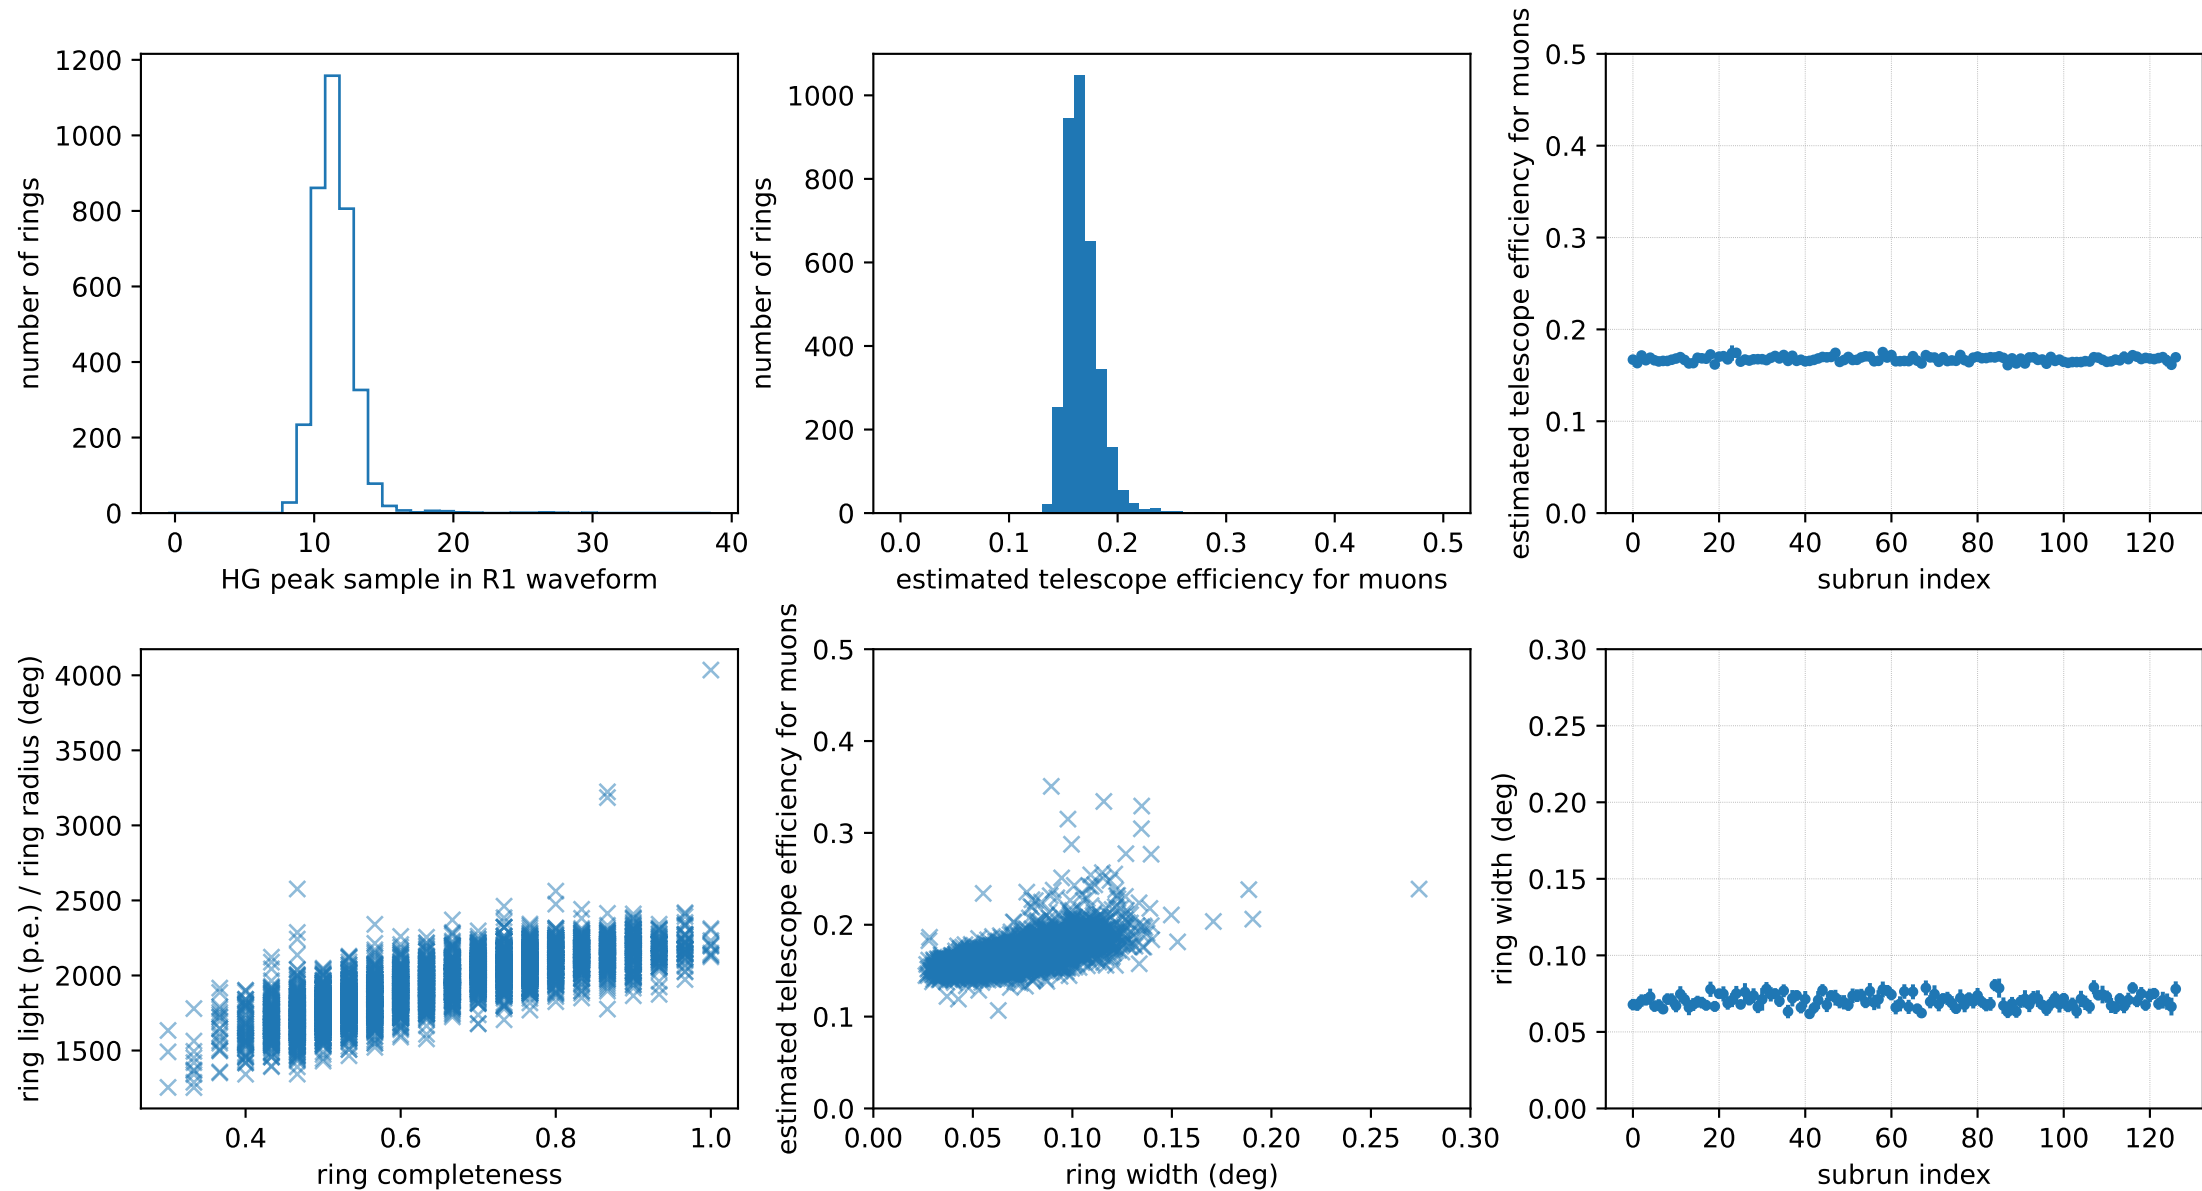 number of rings
1200
1000
800
600
400
200
0
0 10 20 30 40
HG peak sample in R1 waveform
number of rings
1000
800
600
400
200
0
0.0 0.1 0.2 0.3 0.4 0.5
estimated telescope efficiency for muons
estimated telescope efficiency for muons
0.5
0.4
0.3
0.2
0.1
0.0
0 20 40 60 80 100 120
subrun index
ring light (p.e.) / ring radius (deg)
4000
3500
3000
2500
2000
1500
0.4 0.6 0.8 1.0
ring completeness
estimated telescope efficiency for muons
0.5
0.4
0.3
0.2
0.1
0.0
0.00 0.05 0.10 0.15 0.20 0.25 0.30
ring width (deg)
ring width (deg)
0.30
0.25
0.20
0.15
0.10
0.05
0.00
0 20 40 60 80 100 120
subrun index